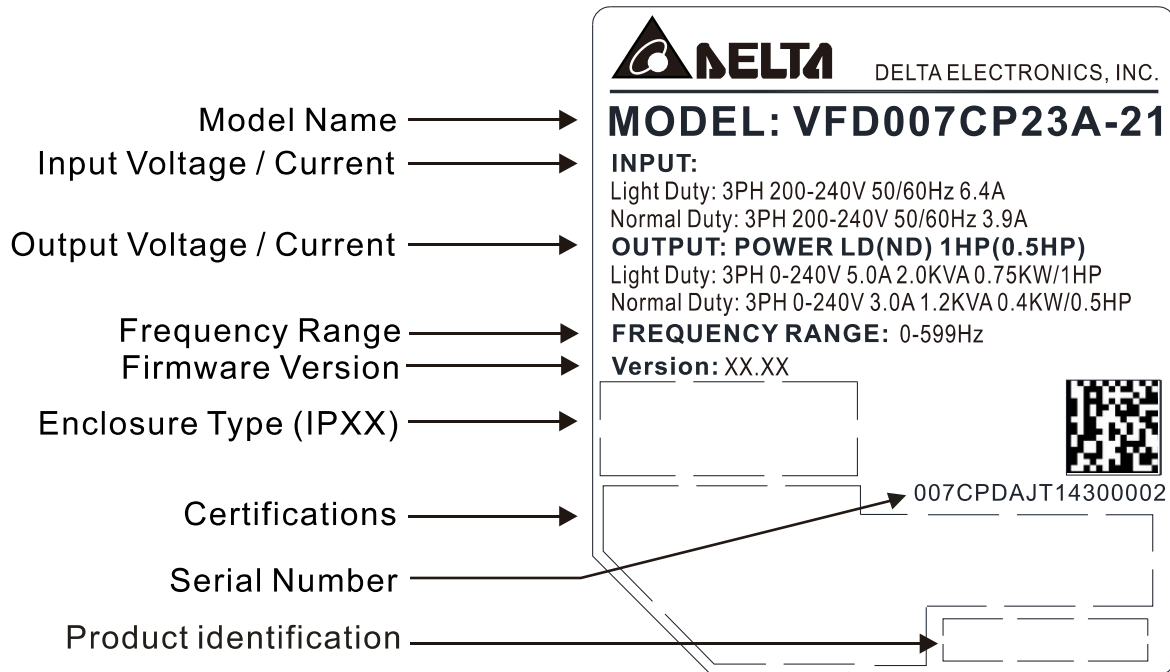 DELTA
DELTA ELECTRONICS, INC.
Model Name
MODEL: VFD007CP23A-21
Input Voltage / Current
INPUT:
Light Duty: 3PH 200-240V 50/60Hz 6.4A
Normal Duty: 3PH 200-240V 50/60Hz 3.9A
Output Voltage / Current
OUTPUT: POWER LD(ND) 1HP(0.5HP)
Light Duty: 3PH 0-240V 5.0A 2.0KVA 0.75KW/1HP
Normal Duty: 3PH 0-240V 3.0A 1.2KVA 0.4KW/0.5HP
Frequency Range
FREQUENCY RANGE: 0-599Hz
Firmware Version
Version: XX.XX
Enclosure Type (IPXX)
Certifications
007CPDAJT14300002
Serial Number
Product identification